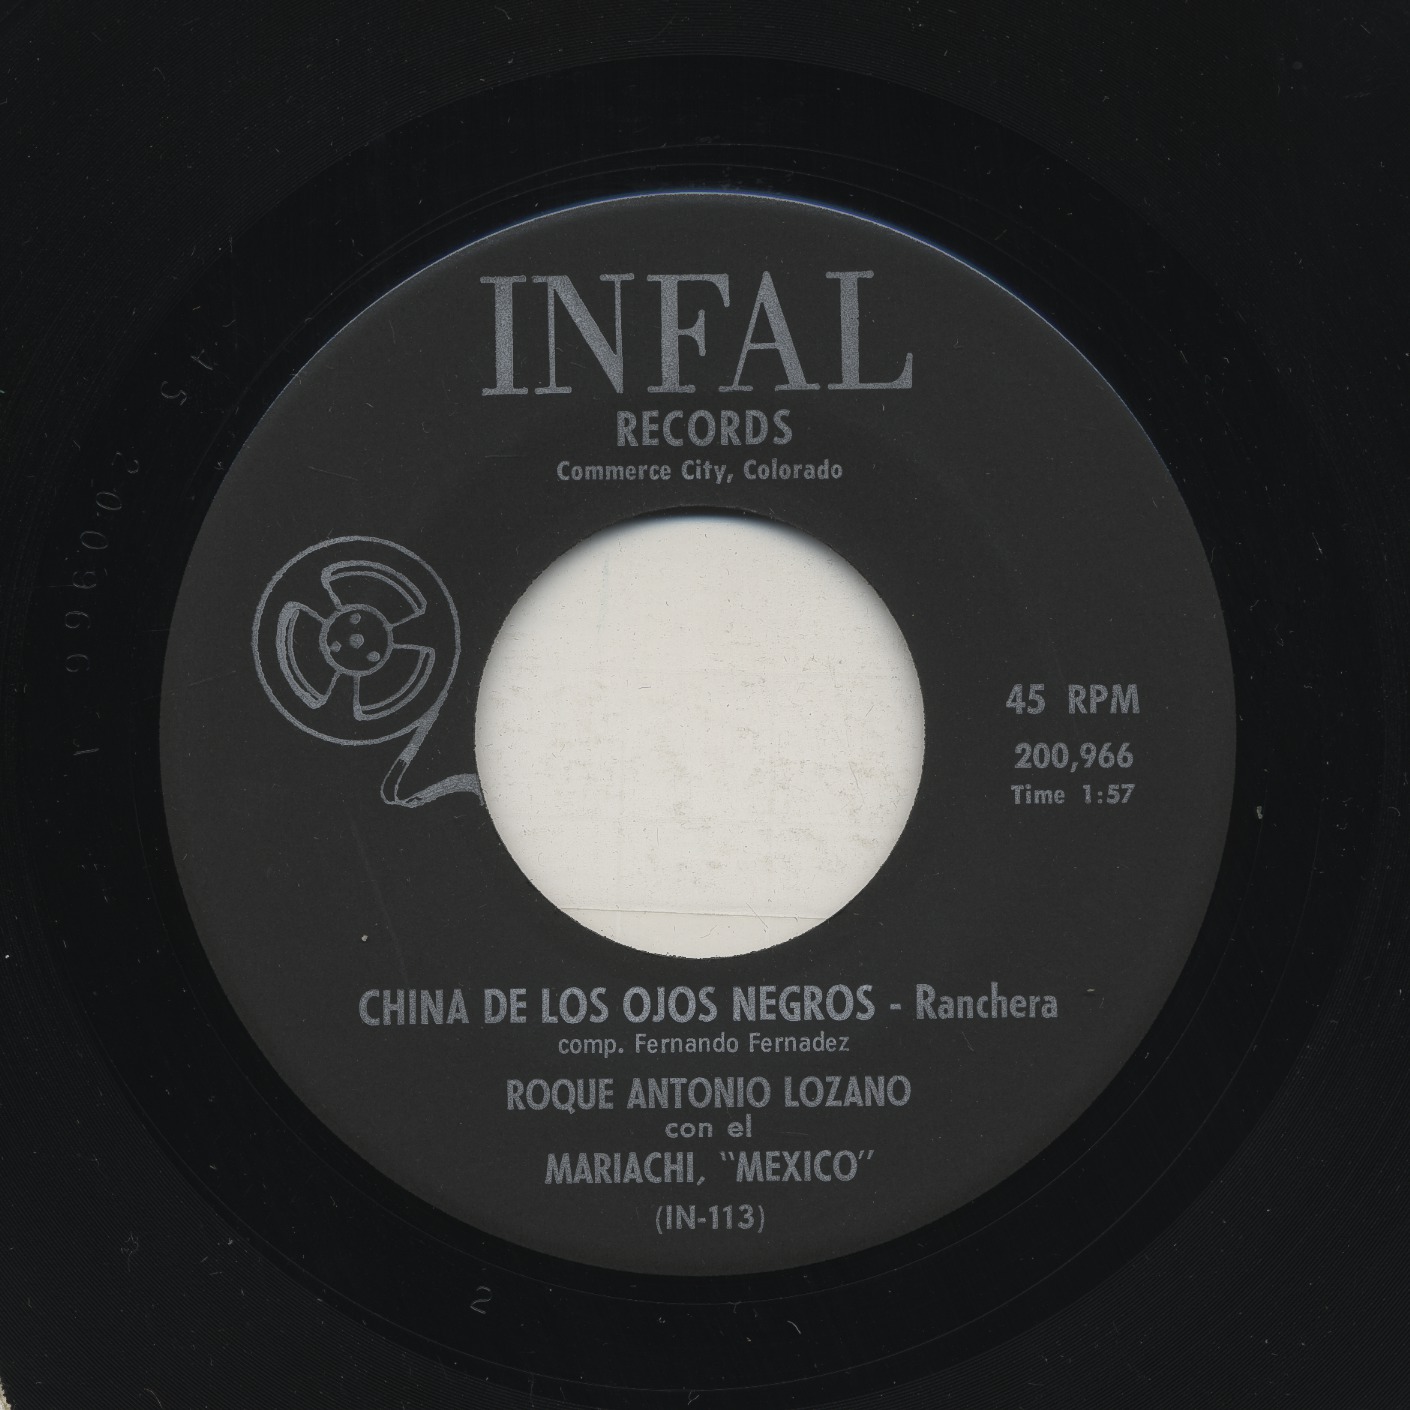 INFAL
RECORDS
Commerce City, Colorado
45 RPM
200,966
Time 1:57
CHINA DE LOS OJOS NEGROS - Ranchera
comp. Fernando Fernadez
ROQUE ANTONIO LOZANO
con el
MARIACHI, "MEXICO"
(IN-113)
2